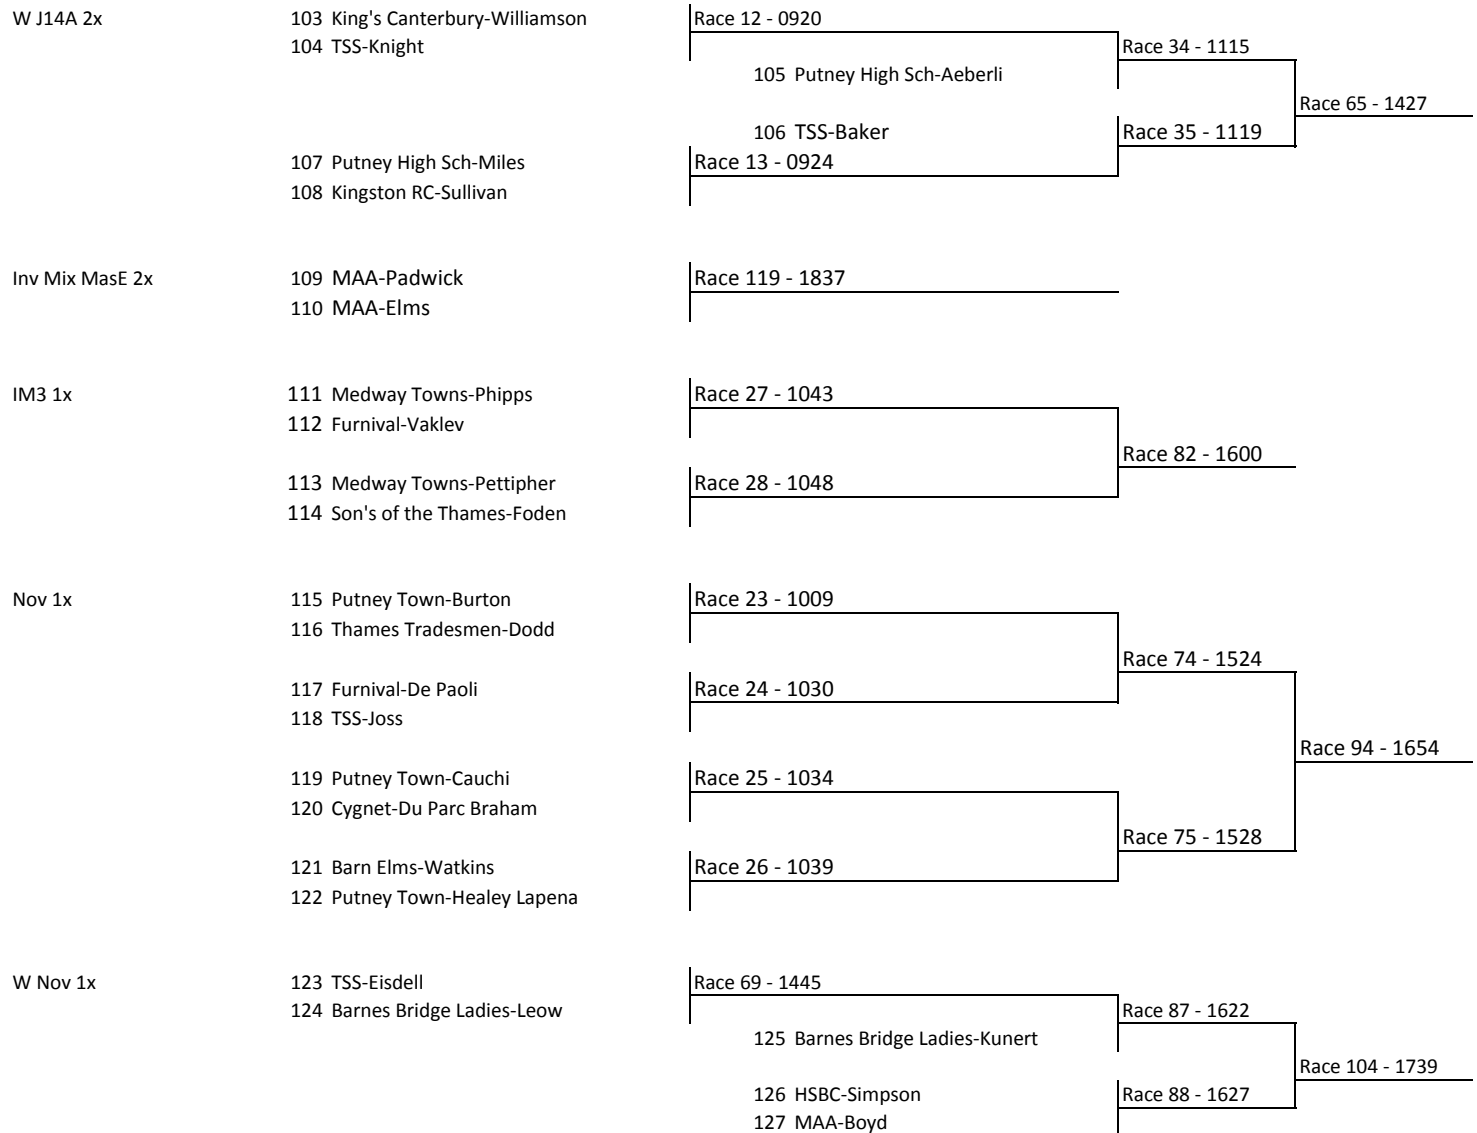 W J14A 2x 103 King's Canterbury-Williamson Race 12 - 0920
104 TSS-Knight Race 34 - 1115
105 Putney High Sch-Aeberli
Race 65 - 1427
106 TSS-Baker Race 35 - 1119
107 Putney High Sch-Miles Race 13 - 0924
108 Kingston RC-Sullivan
Inv Mix MasE 2x 109 MAA-Padwick Race 119 - 1837
110 MAA-Elms
IM3 1x 111 Medway Towns-Phipps Race 27 - 1043
112 Furnival-Vaklev
Race 82 - 1600
113 Medway Towns-Pettipher Race 28 - 1048
114 Son's of the Thames-Foden
Nov 1x 115 Putney Town-Burton Race 23 - 1009
116 Thames Tradesmen-Dodd
Race 74 - 1524
117 Furnival-De Paoli Race 24 - 1030
118 TSS-Joss
Race 94 - 1654
119 Putney Town-Cauchi Race 25 - 1034
120 Cygnet-Du Parc Braham
Race 75 - 1528
121 Barn Elms-Watkins Race 26 - 1039
122 Putney Town-Healey Lapena
W Nov 1x 123 TSS-Eisdell Race 69 - 1445
124 Barnes Bridge Ladies-Leow Race 87 - 1622
125 Barnes Bridge Ladies-Kunert
Race 104 - 1739
126 HSBC-Simpson Race 88 - 1627
127 MAA-Boyd